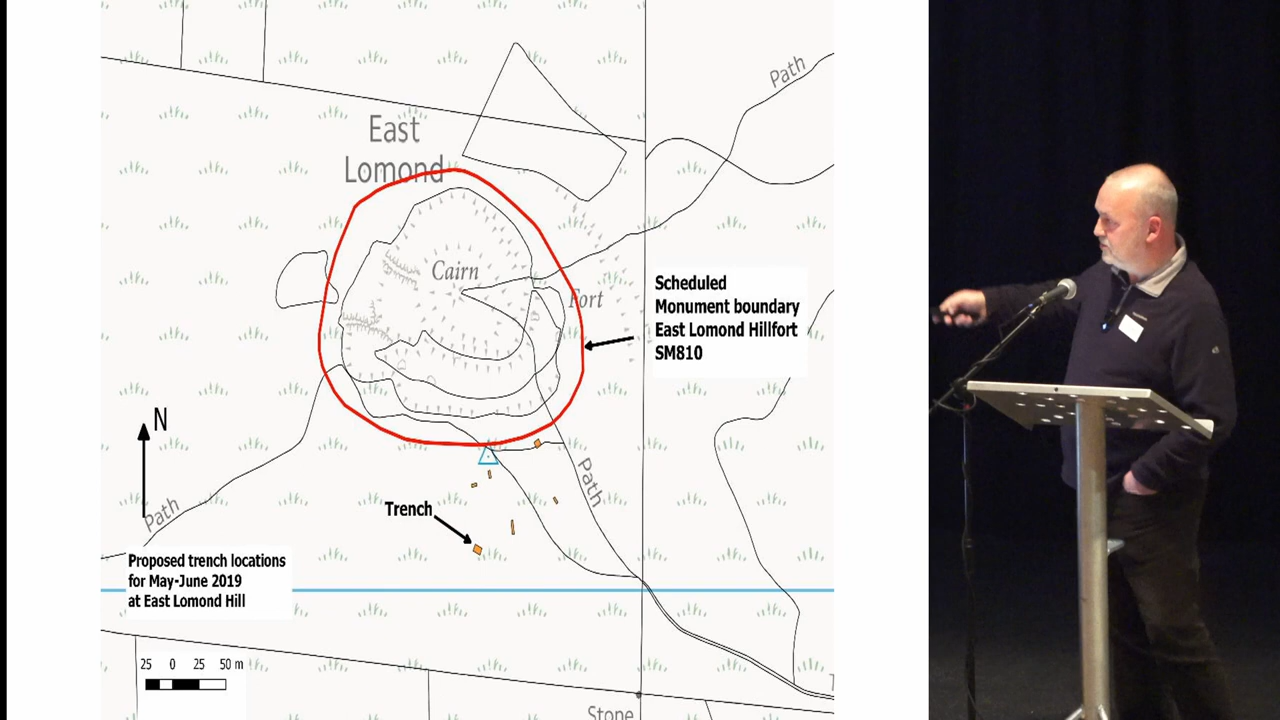 Path
East
Lomond
Cairn
Fort
Scheduled
Monument boundary
East Lomond Hillfort
SM810
N
Path
Path
Trench
Proposed trench locations
for May-June 2019
at East Lomond Hill
25 0 25 50 m
Stone